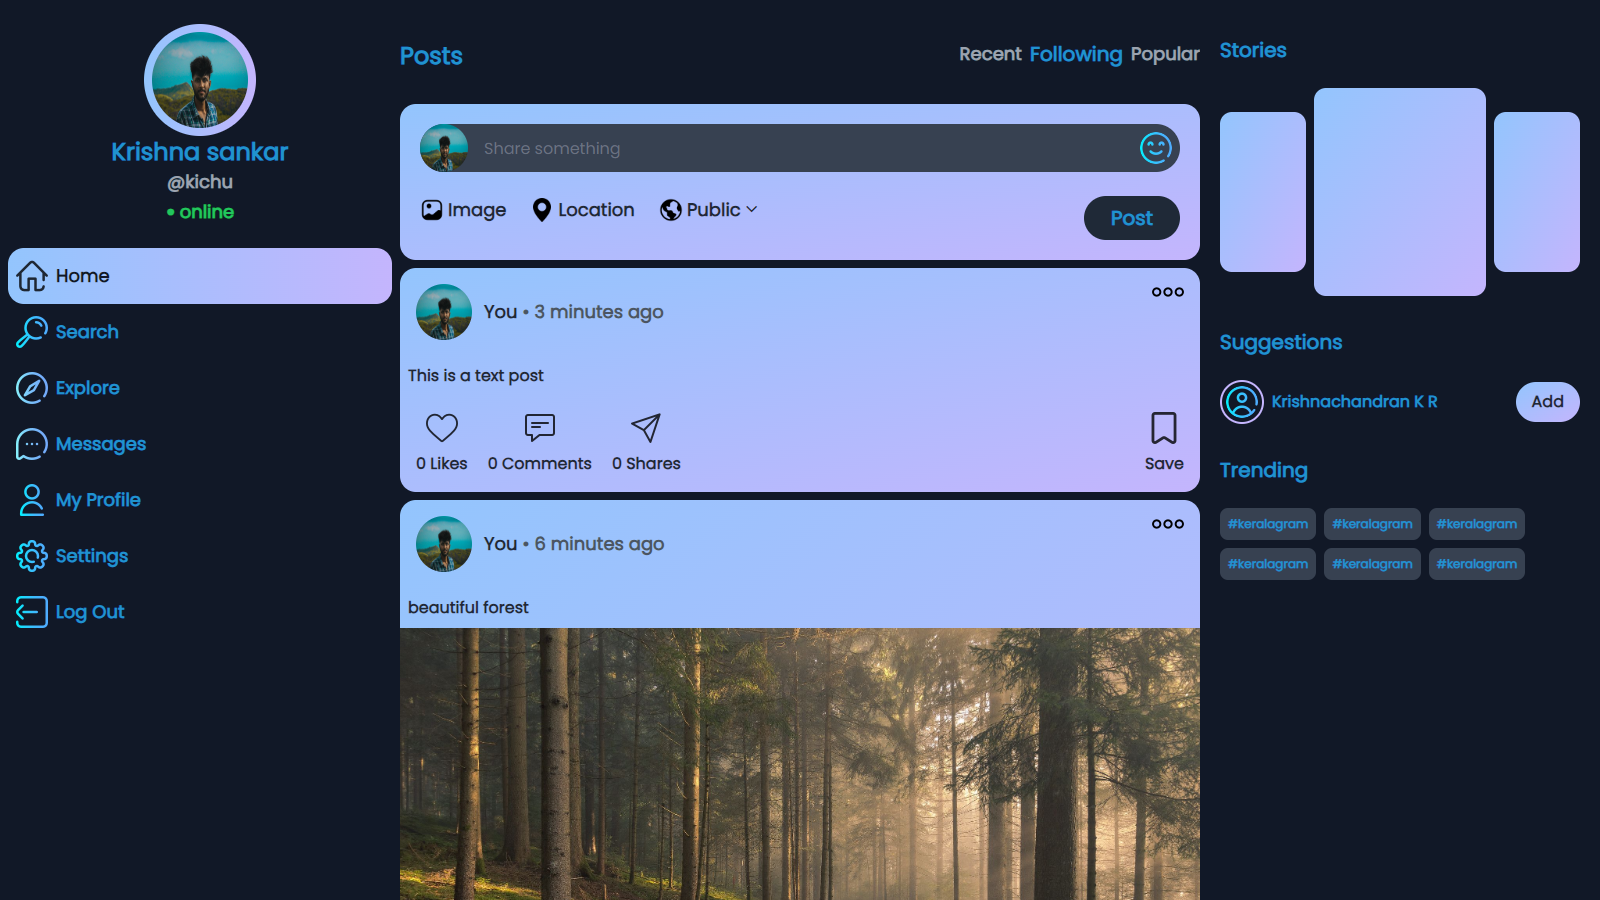 Krishna sankar
@kichu
• online
Home
Search
Explore
Messages
My Profile
Settings
Log Out
Posts
Recent Following Popular
Share something
Image Location Public
Post
You • 3 minutes ago
This is a text post
0 Likes 0 Comments 0 Shares
Save
You • 6 minutes ago
beautiful forest
Stories
Suggestions
Krishnachandran K R
Add
Trending
#keralagram #keralagram #keralagram
#keralagram #keralagram #keralagram